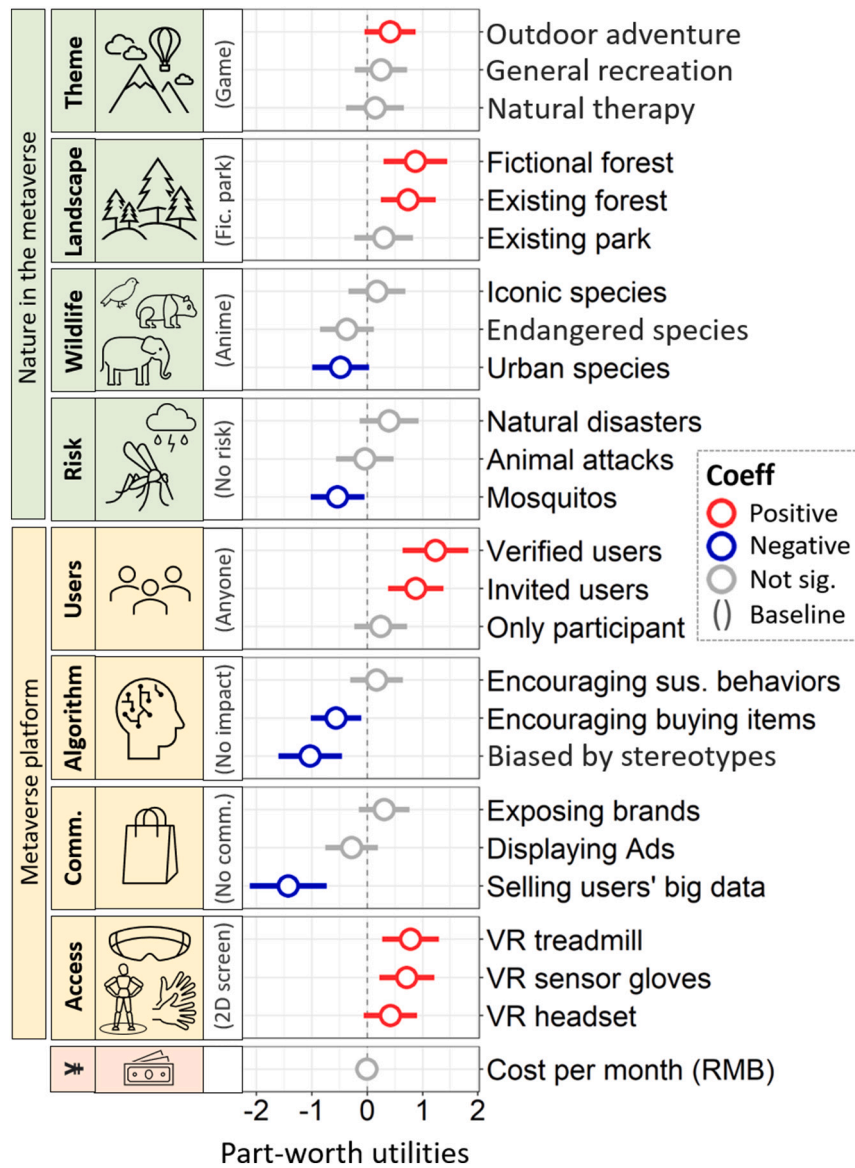 Nature in the metaverse
Theme
(Game)
Outdoor adventure
General recreation
Natural therapy
Landscape
(Fic. park)
Fictional forest
Existing forest
Existing park
Wildlife
(Anime)
Iconic species
Endangered species
Urban species
Risk
(No risk)
Natural disasters
Animal attacks
Mosquitos
Coeff
Positive
Negative
Not sig.
() Baseline
Metaverse platform
Users
(Anyone)
Verified users
Invited users
Only participant
Algorithm
(No impact)
Encouraging sus. behaviors
Encouraging buying items
Biased by stereotypes
Comm.
(No comm.)
Exposing brands
Displaying Ads
Selling users' big data
Access
(2D screen)
VR treadmill
VR sensor gloves
VR headset
¥
Cost per month (RMB)
-2 -1 0 1 2
Part-worth utilities